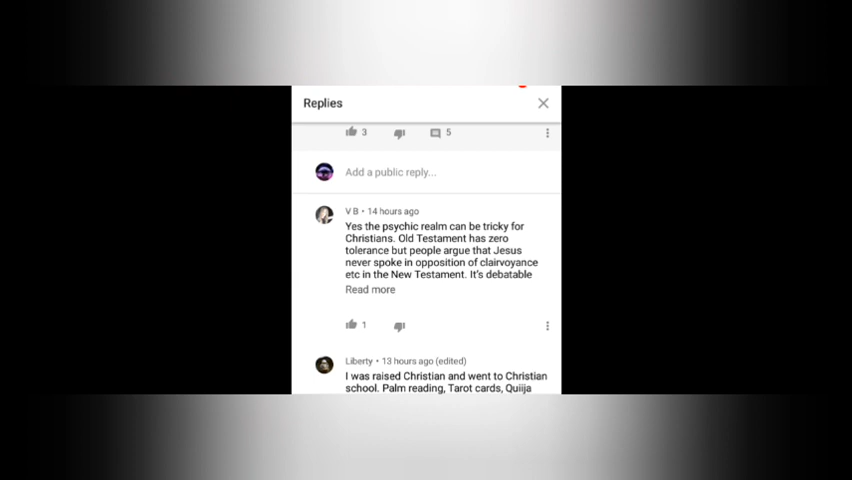 Replies
3
5
Add a public reply...
V B • 14 hours ago
Yes the psychic realm can be tricky for
Christians. Old Testament has zero
tolerance but people argue that Jesus
never spoke in opposition of clairvoyance
etc in the New Testament. It's debatable
Read more
1
Liberty • 13 hours ago (edited)
I was raised Christian and went to Christian
school. Palm reading, Tarot cards, Quiija